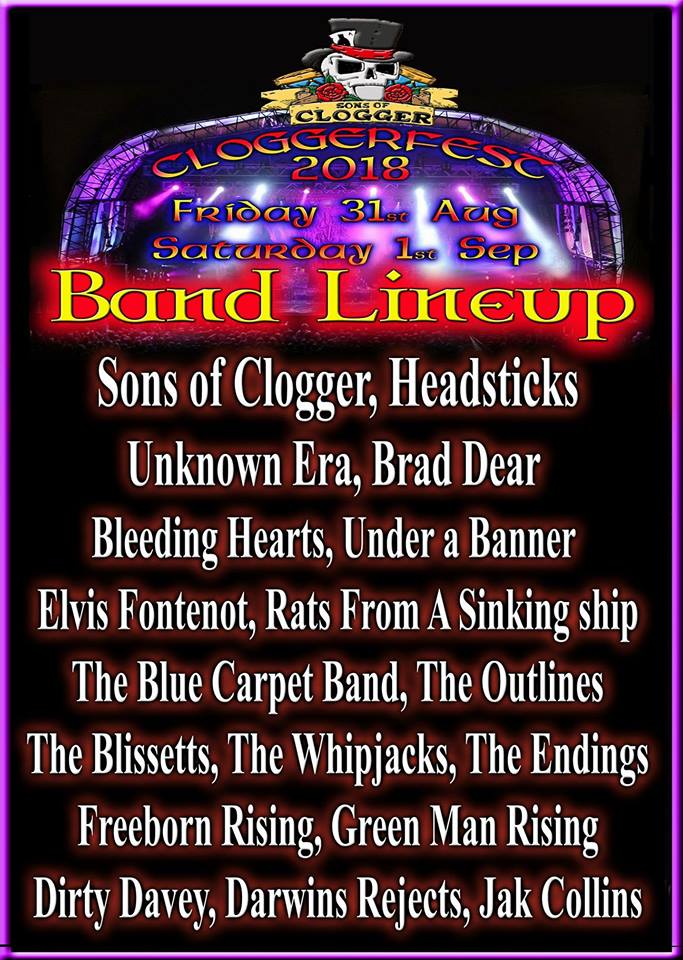 SONS OF
CLOGGER
CLOGGERFEST
2018
Friday 31st Aug
Saturday 1st Sep
Band Lineup
Sons of Clogger, Headsticks
Unknown Era, Brad Dear
Bleeding Hearts, Under a Banner
Elvis Fontenot, Rats From A Sinking ship
The Blue Carpet Band, The Outlines
The Blissetts, The Whipjacks, The Endings
Freeborn Rising, Green Man Rising
Dirty Davey, Darwins Rejects, Jak Collins